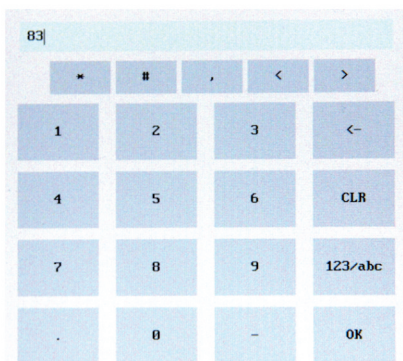 83
* # , < >
1 2 3 <-
4 5 6 CLR
7 8 9 123/abc
. 0 - OK